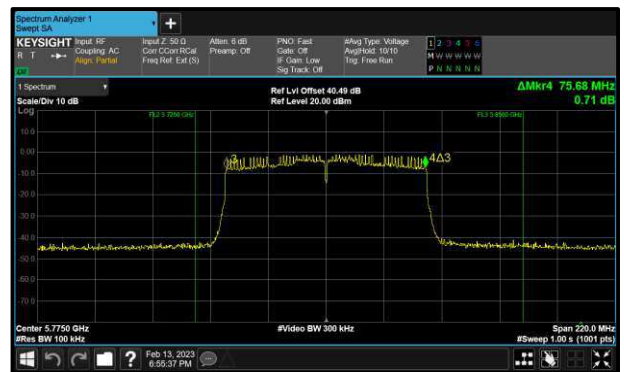 Spectrum Analyzer 1
Swept SA
+
KEYSIGHT
R T
Input: RF
Coupling: AC
Align: Partial
Input Z: 50 Ω
Corr CCorr RCal
Freq Ref: Ext (S)
Atten: 6 dB
Preamp: Off
PNO: Fast
Gate: Off
IF Gain: Low
Sig Track: Off
#Avg Type: Voltage
Avg|Hold: 10/10
Trig: Free Run
1 2 3 4 5 6
M W W W W W
P N N N N N
1 Spectrum
Scale/Div 10 dB
Log
Ref Lvl Offset 40.49 dB
Ref Level 20.00 dBm
ΔMkr4 75.68 MHz
0.71 dB
10.0
0.00
-10.0
-20.0
-30.0
-40.0
-50.0
-60.0
-70.0
3
4Δ3
Center 5.7750 GHz
#Res BW 100 kHz
#Video BW 300 kHz
Span 220.0 MHz
#Sweep 1.00 s (1001 pts)
?
Feb 13, 2023
6:55:37 PM